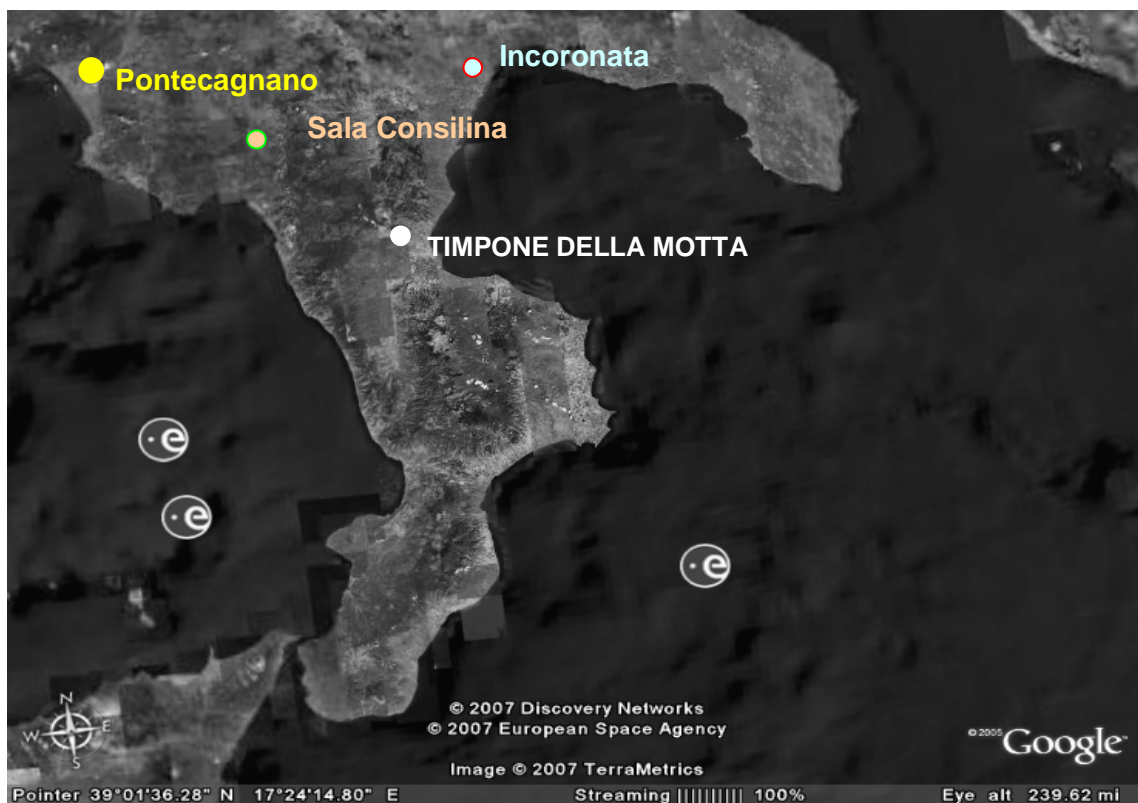 Incoronata
Pontecagnano
Sala Consilina
TIMPONE DELLA MOTTA
e
e
e
N
W E
S
© 2007 Discovery Networks
© 2007 European Space Agency
Image © 2007 TerraMetrics
©2005 Google™
Pointer 39°01'36.28" N 17°24'14.80" E Streaming |||||||||| 100% Eye alt 239.62 mi